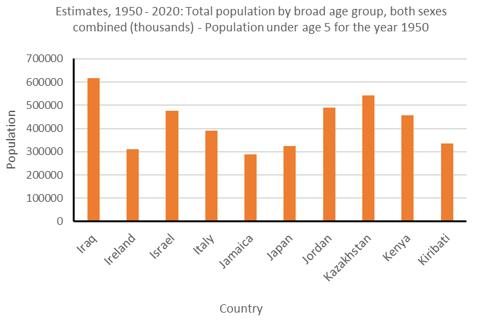 Estimates, 1950 - 2020: Total population by broad age group, both sexes
combined (thousands) - Population under age 5 for the year 1950
Population
700000
600000
500000
400000
300000
200000
100000
0
Iraq
Ireland
Israel
Italy
Jamaica
Japan
Jordan
Kazakhstan
Kenya
Kiribati
Country